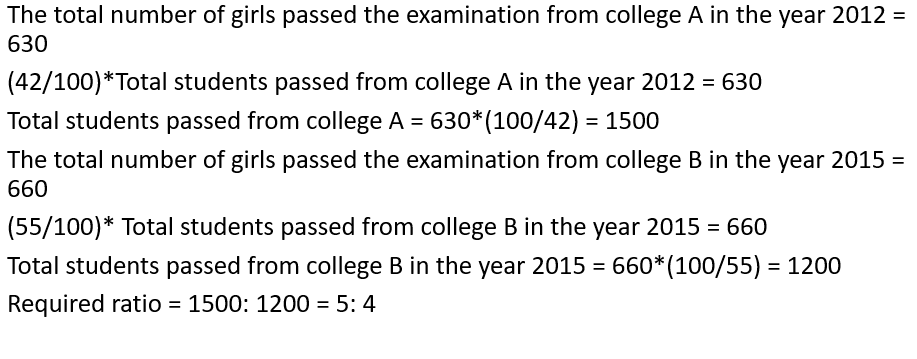 The total number of girls passed the examination from college A in the year 2012 =
630
(42/100)*Total students passed from college A in the year 2012 = 630
Total students passed from college A = 630*(100/42) = 1500
The total number of girls passed the examination from college B in the year 2015 =
660
(55/100)* Total students passed from college B in the year 2015 = 660
Total students passed from college B in the year 2015 = 660*(100/55) = 1200
Required ratio = 1500: 1200 = 5: 4